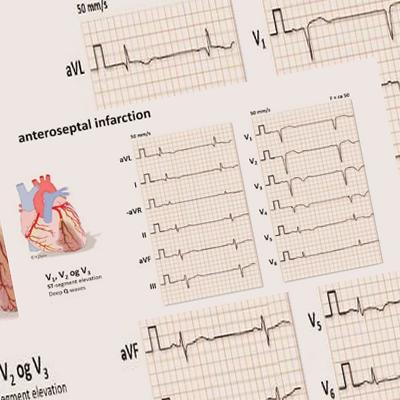 50 mm/s
aVL
V1
anteroseptal infarction
50 mm/s
aVL
I
-aVR
II
aVF
III
50 mm/s
F = ca 50
V1
V2
V3
V4
V5
V6
V1, V2 og V3
ST-segment elevation
Deep Q-waves
aVF
V5
V6
V2 og V3
segment elevation